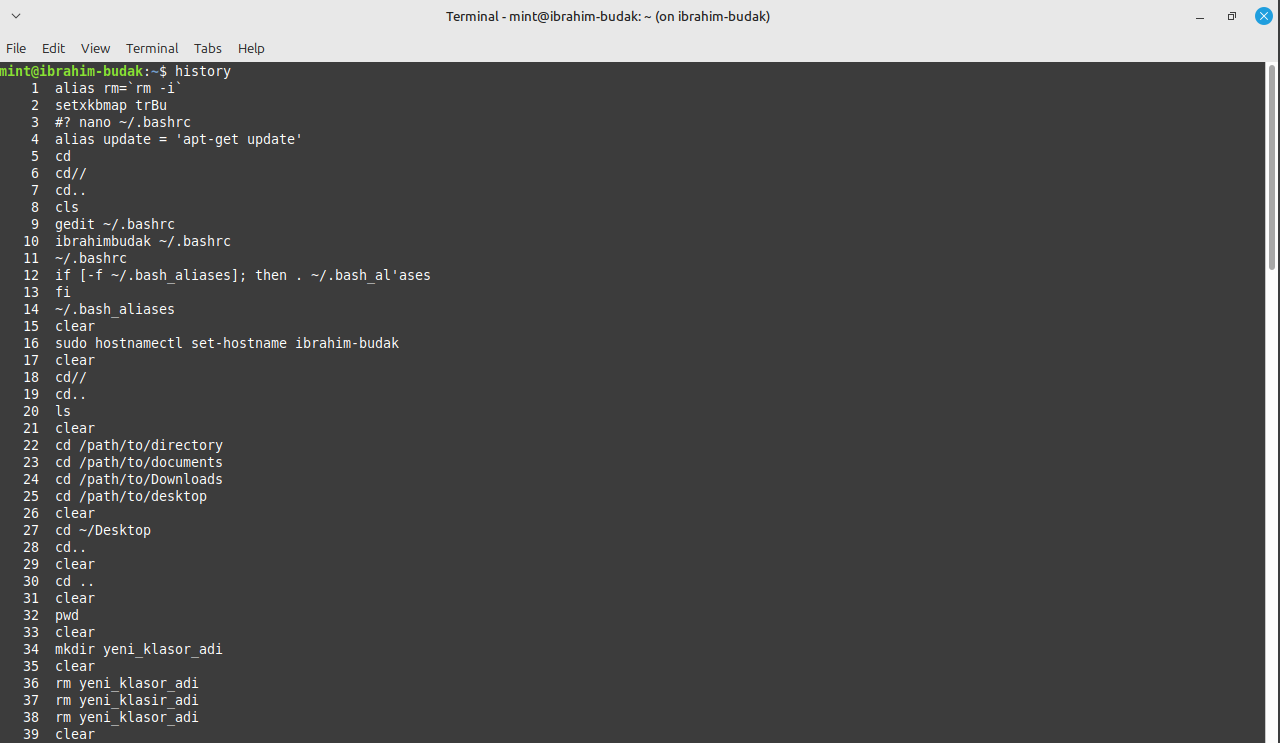 Terminal - mint@ibrahim-budak: ~ (on ibrahim-budak)
File Edit View Terminal Tabs Help
mint@ibrahim-budak:~$ history
1 alias rm=`rm -i`
2 setxkbmap trBu
3 #? nano ~/.bashrc
4 alias update = 'apt-get update'
5 cd
6 cd//
7 cd..
8 cls
9 gedit ~/.bashrc
10 ibrahimbudak ~/.bashrc
11 ~/.bashrc
12 if [-f ~/.bash_aliases]; then . ~/.bash_al'ases
13 fi
14 ~/.bash_aliases
15 clear
16 sudo hostnamectl set-hostname ibrahim-budak
17 clear
18 cd//
19 cd..
20 ls
21 clear
22 cd /path/to/directory
23 cd /path/to/documents
24 cd /path/to/Downloads
25 cd /path/to/desktop
26 clear
27 cd ~/Desktop
28 cd..
29 clear
30 cd ..
31 clear
32 pwd
33 clear
34 mkdir yeni_klasor_adi
35 clear
36 rm yeni_klasor_adi
37 rm yeni_klasir_adi
38 rm yeni_klasor_adi
39 clear